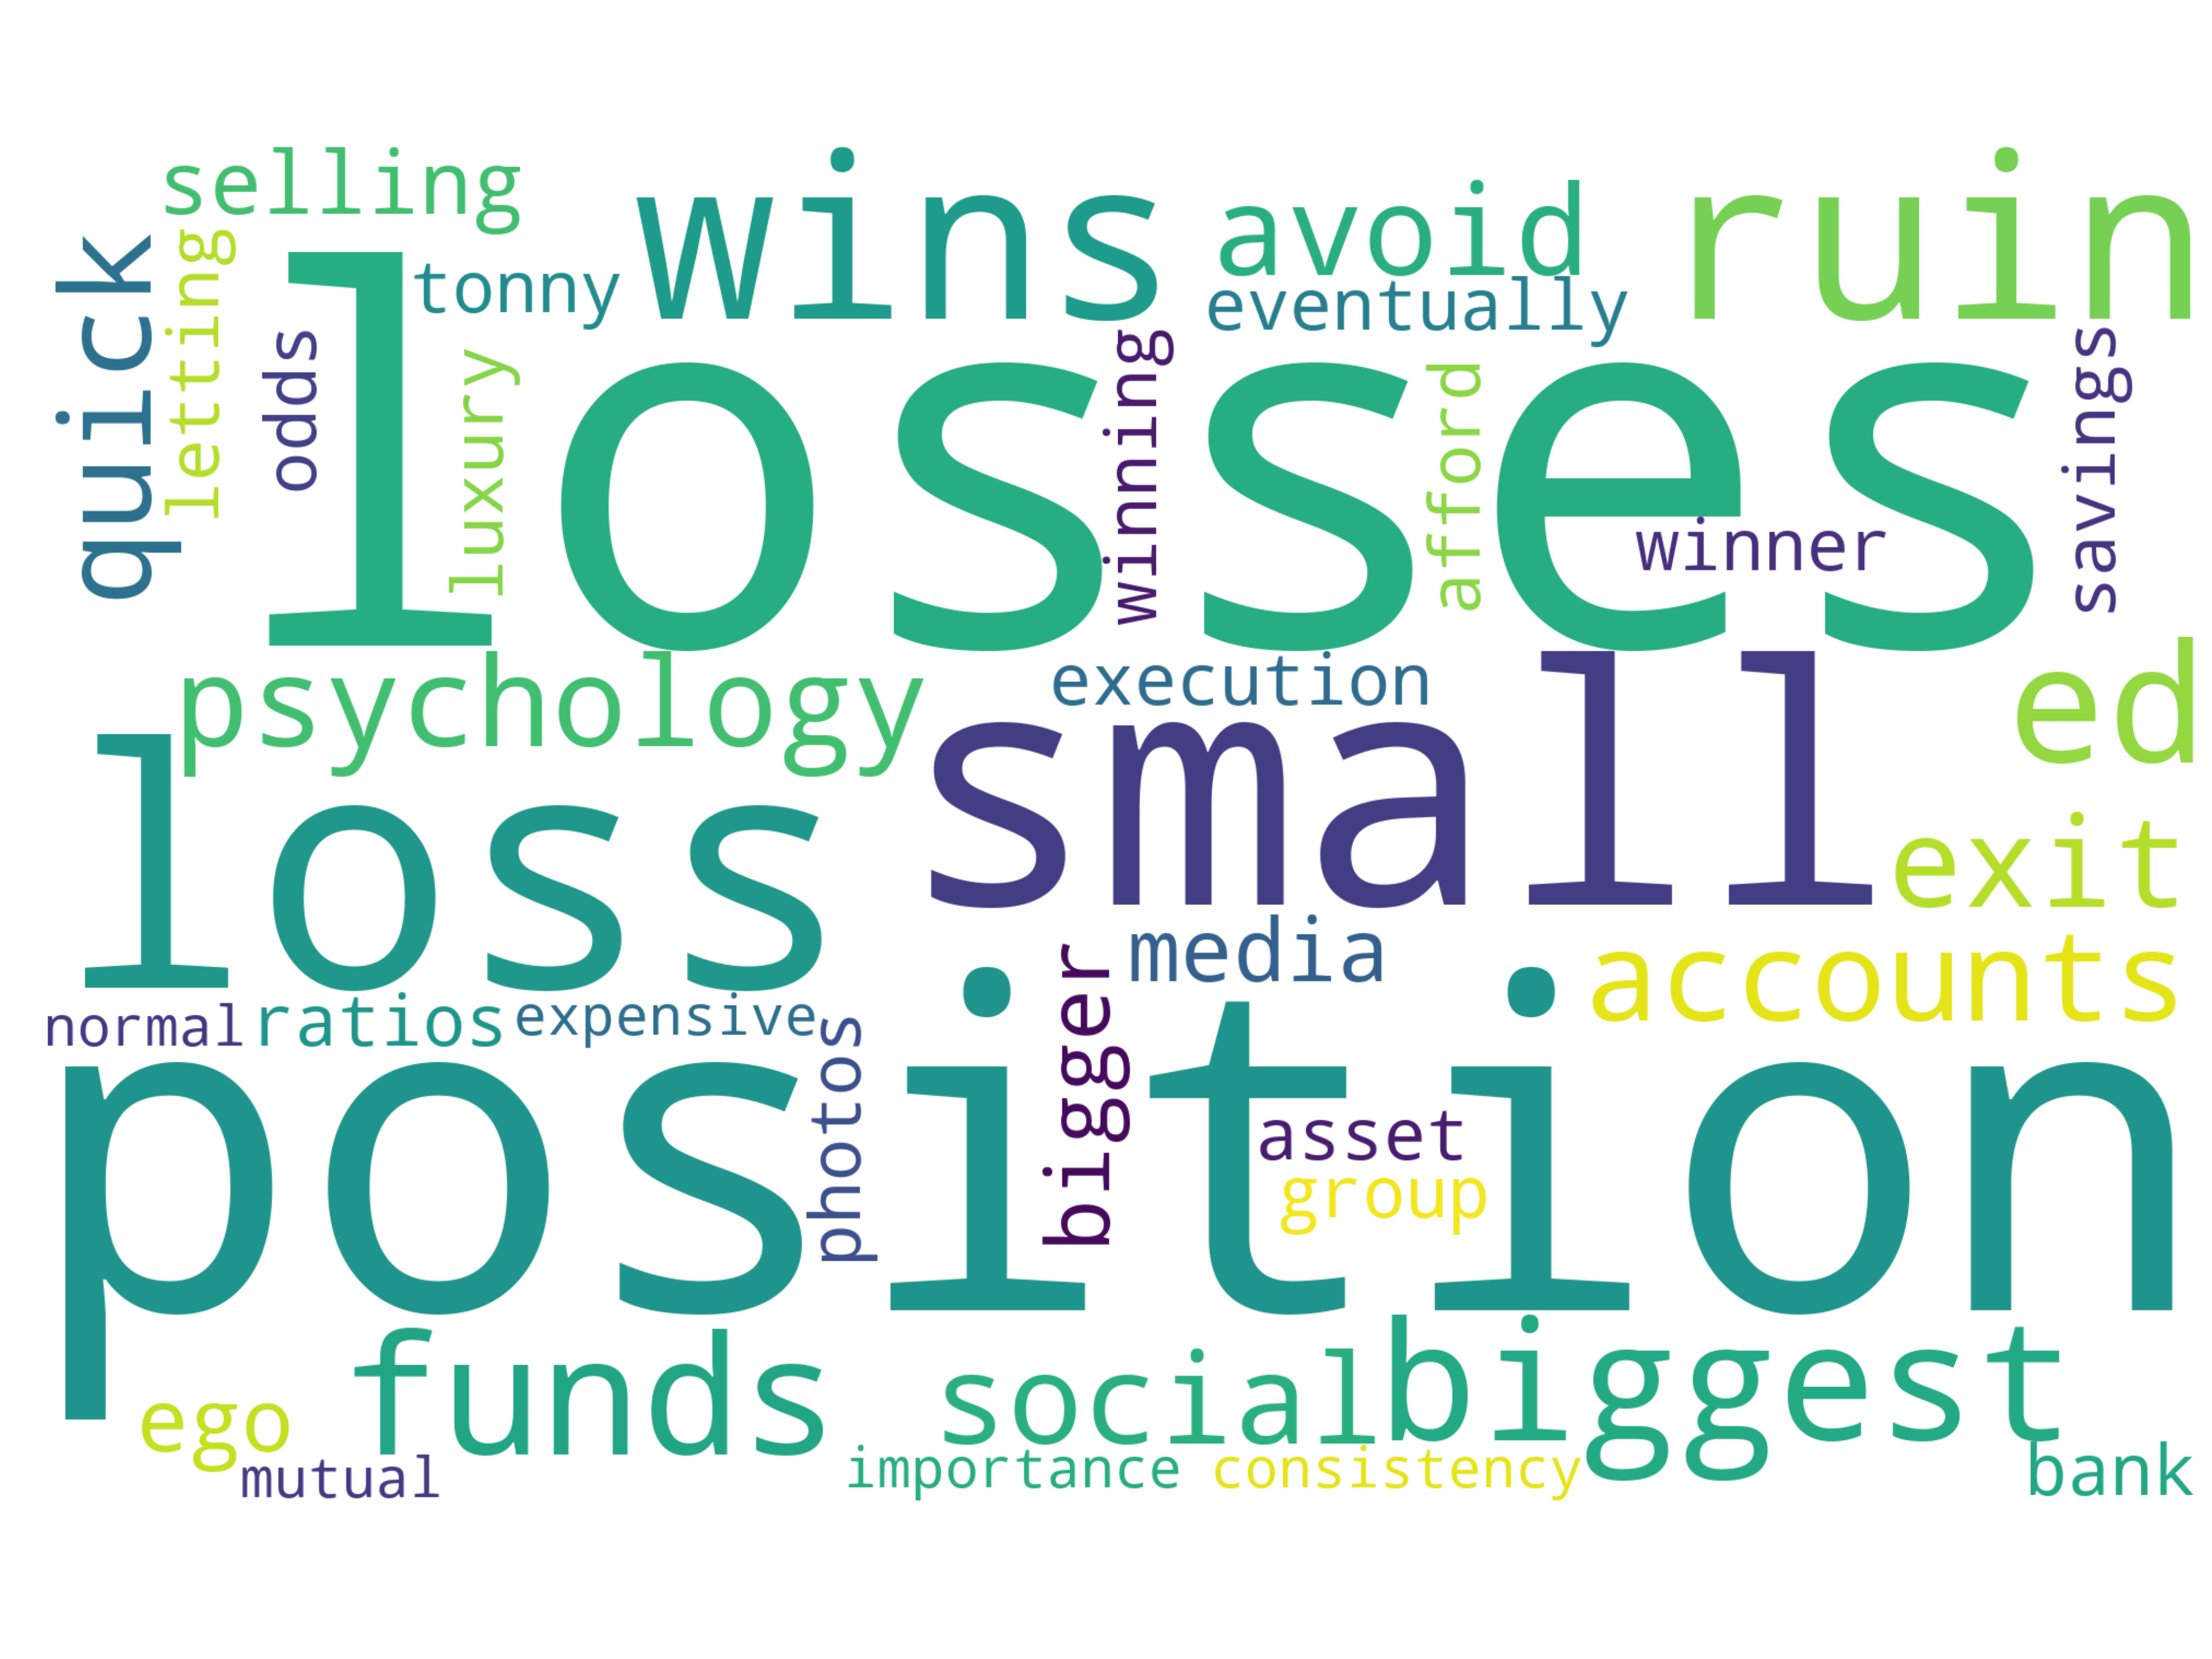 selling
wins
avoid
ruin
quick
letting
odds
tonny
eventually
losses
luxury
winning
afford
winner
savings
psychology
execution
ed
loss
small
exit
media
accounts
normal
ratios
expensive
position
photos
bigger
asset
group
funds
social
biggest
ego
mutual
importance
consistency
bank